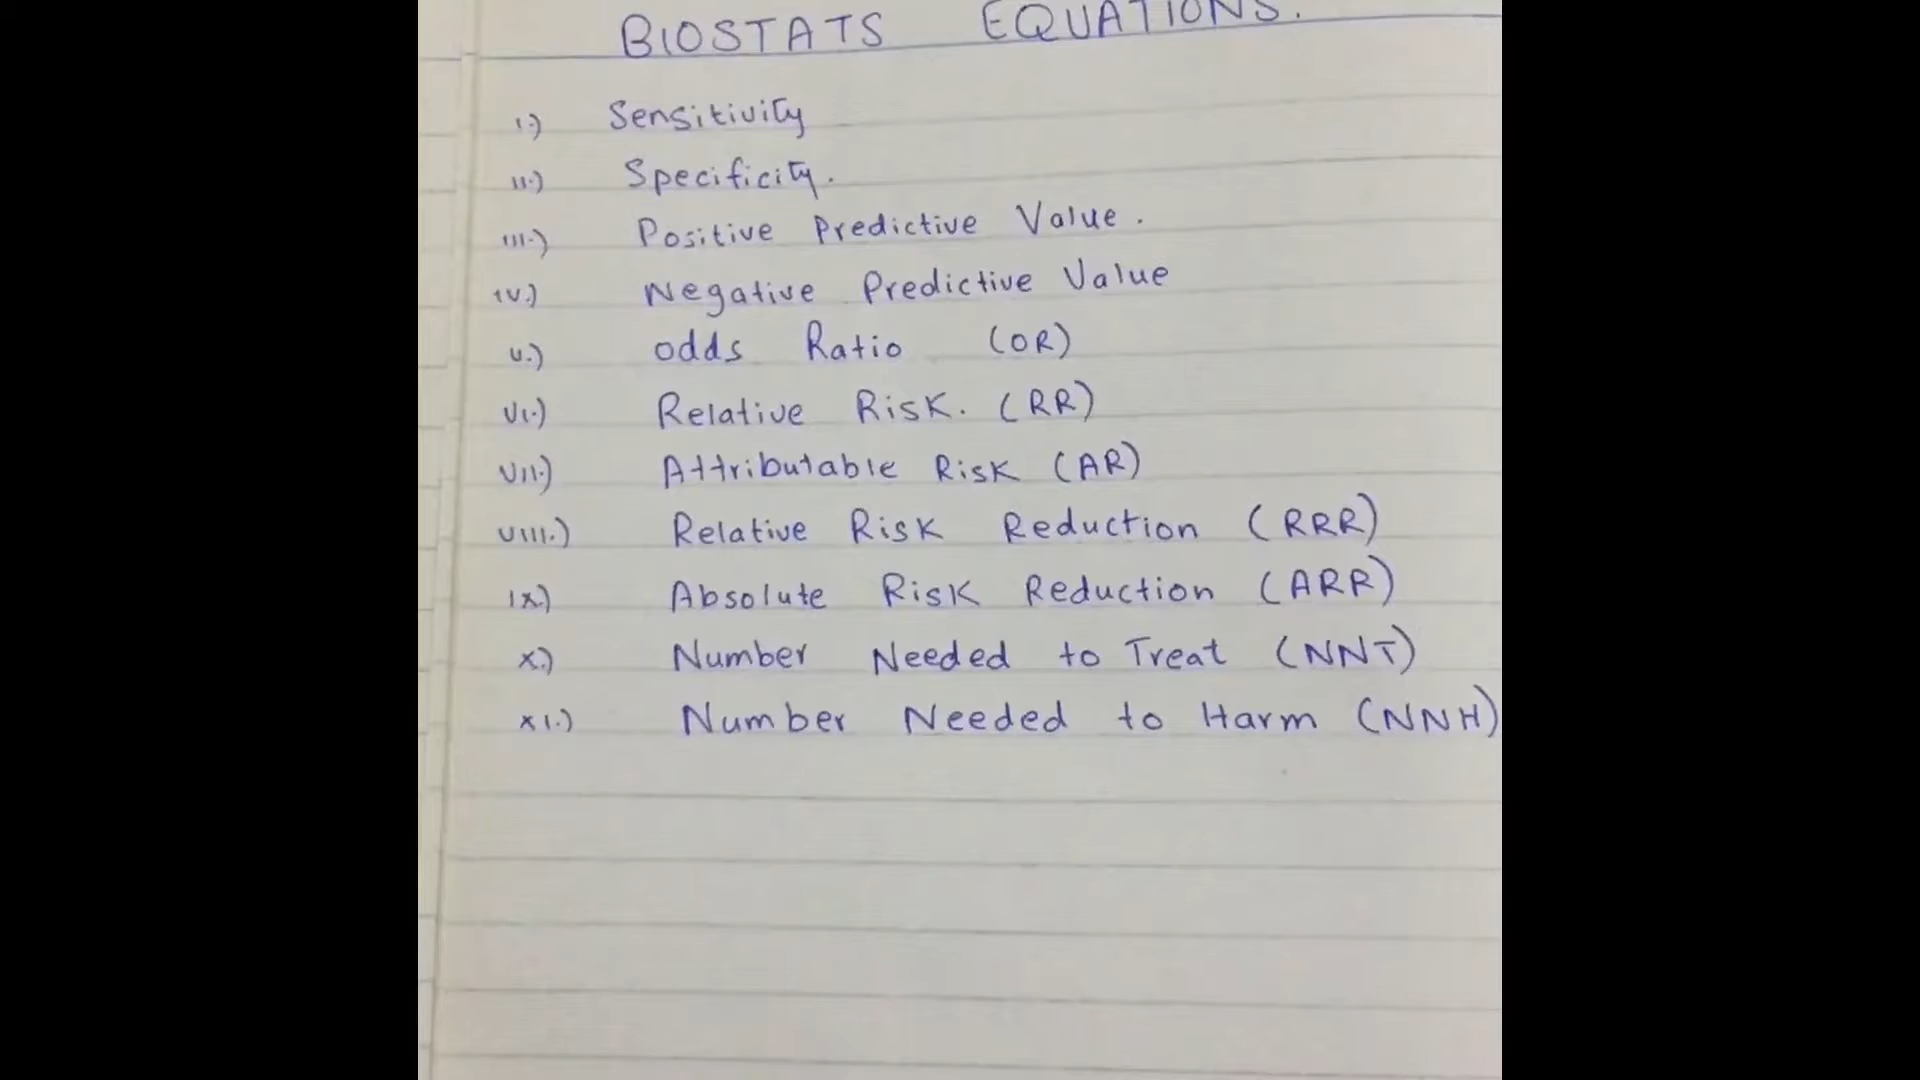 BIOSTATS EQUATIONS.
I.) Sensitivity
II.) Specificity.
III.) Positive Predictive Value.
IV.) Negative Predictive Value
V.) odds Ratio (OR)
VI.) Relative Risk. (RR)
VII.) Attributable Risk (AR)
VIII.) Relative Risk Reduction (RRR)
IX.) Absolute Risk Reduction (ARR)
X.) Number Needed to Treat (NNT)
XI.) Number Needed to Harm (NNH)